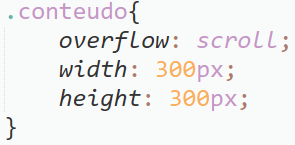 .conteudo{
    overflow: scroll;
    width: 300px;
    height: 300px;
}